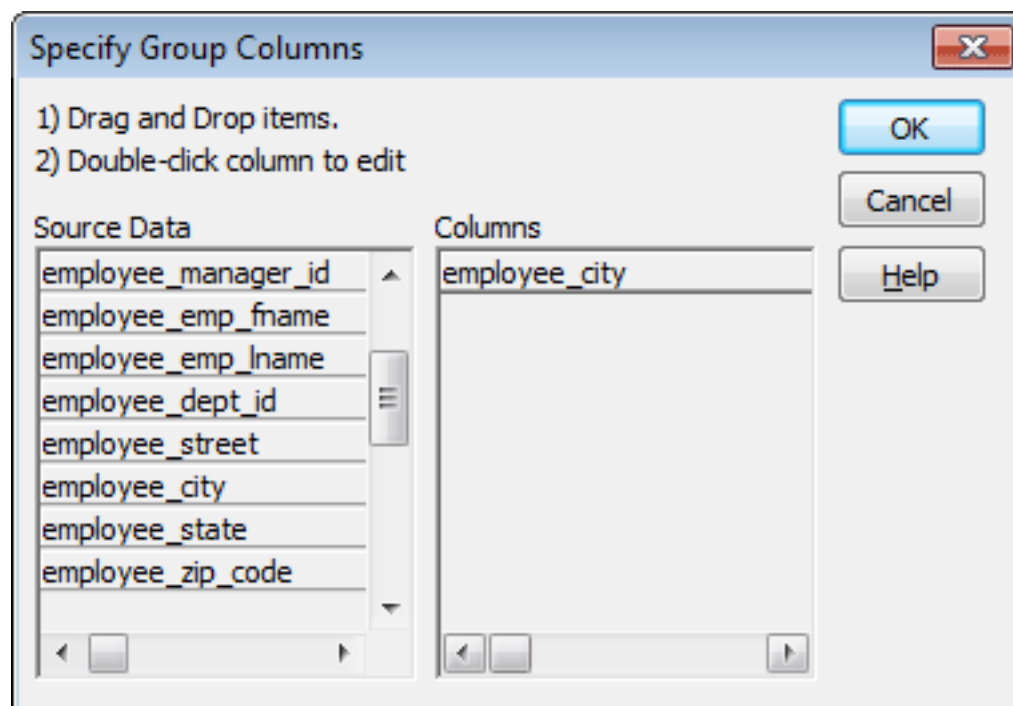 Specify Group Columns
1) Drag and Drop items.
2) Double-click column to edit
OK
Cancel
Help
Source Data
employee_manager_id
employee_emp_fname
employee_emp_lname
employee_dept_id
employee_street
employee_city
employee_state
employee_zip_code
Columns
employee_city